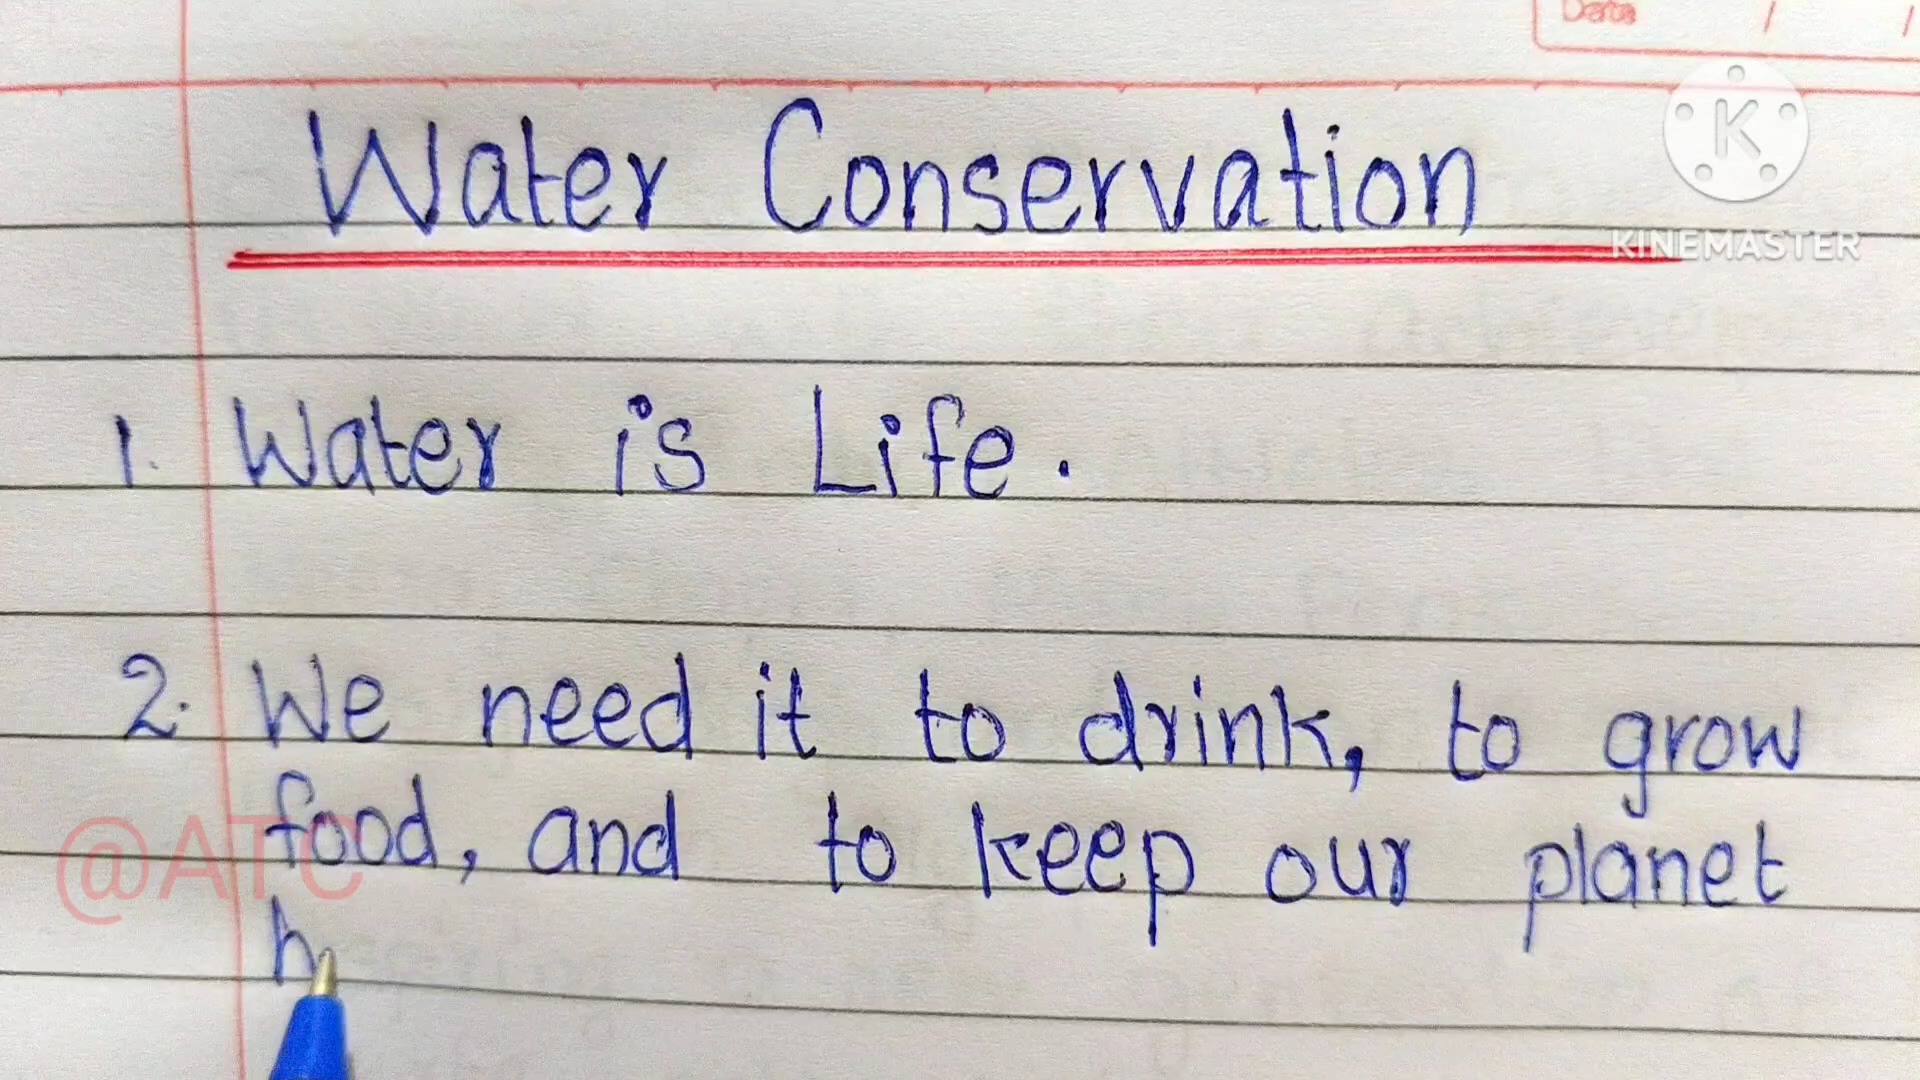 Date / /
Water Conservation
K
KINEMASTER
1. Water is Life.
2. We need it to drink, to grow
food, and to keep our planet
@ATC
h